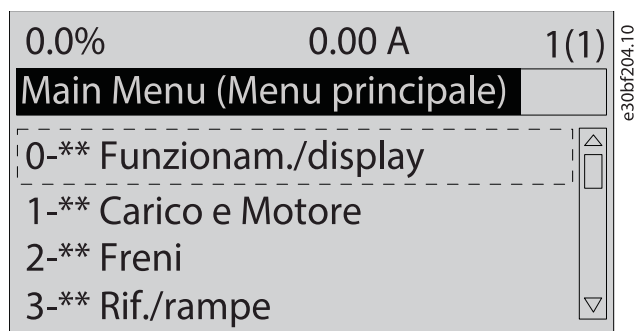 0.0% 0.00 A 1(1)
Main Menu (Menu principale)
0-** Funzionam./display
1-** Carico e Motore
2-** Freni
3-** Rif./rampe
e30bf204.10